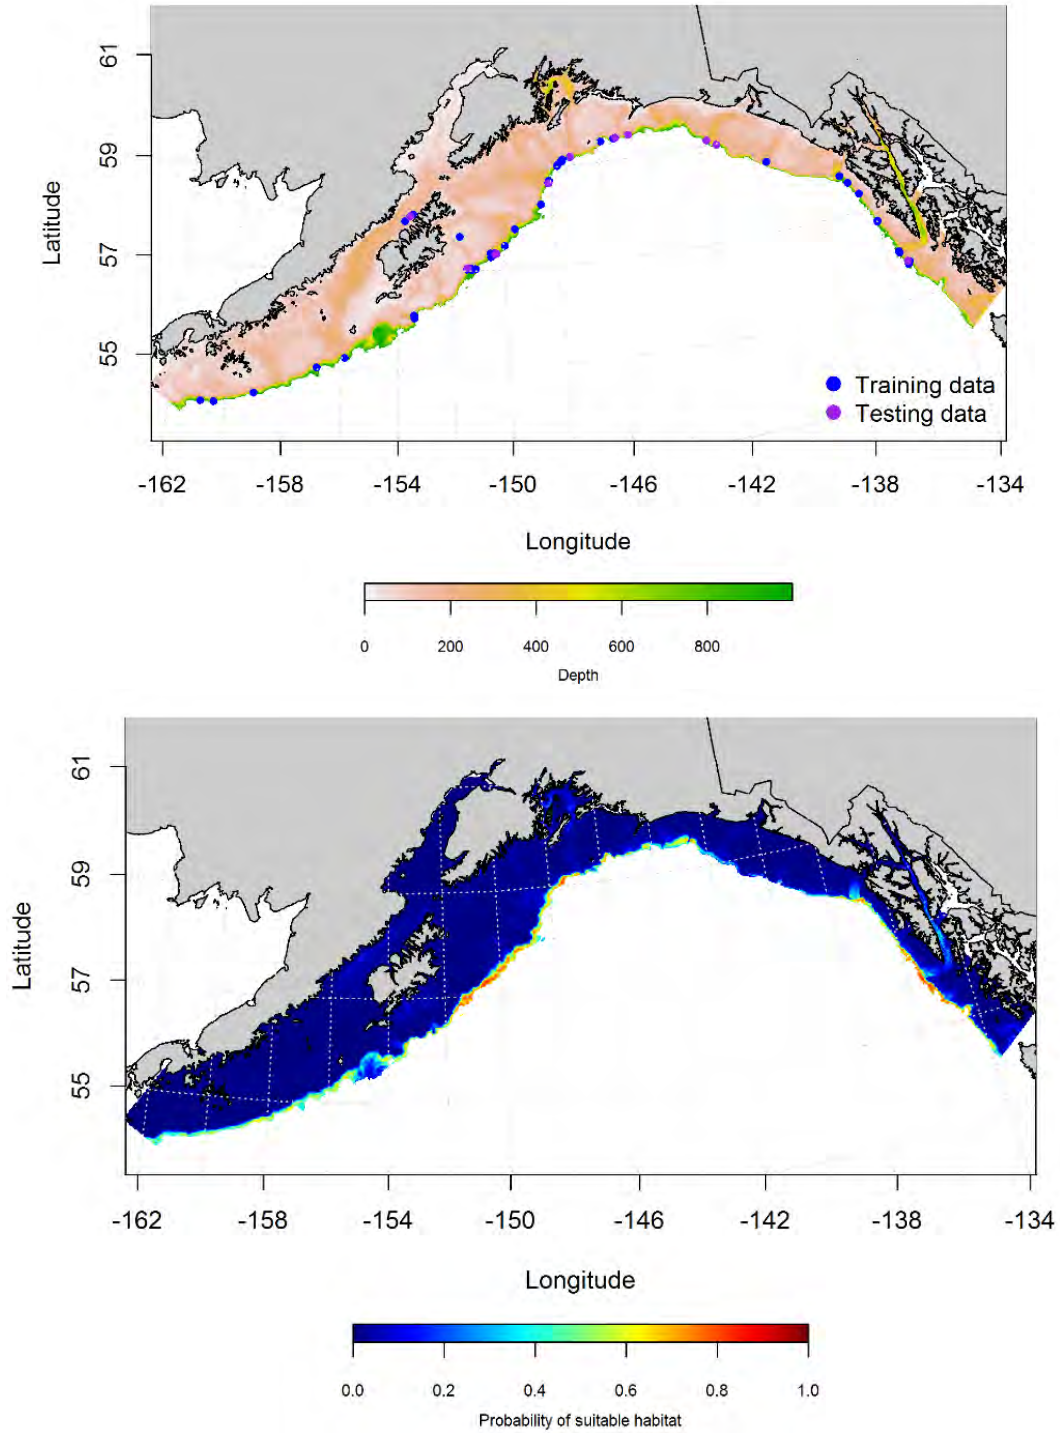 61
59
57
55
Latitude
Training data
Testing data
-162 -158 -154 -150 -146 -142 -138 -134
Longitude
0 200 400 600 800
Depth
61
59
57
55
Latitude
-162 -158 -154 -150 -146 -142 -138 -134
Longitude
0.0 0.2 0.4 0.6 0.8 1.0
Probability of suitable habitat